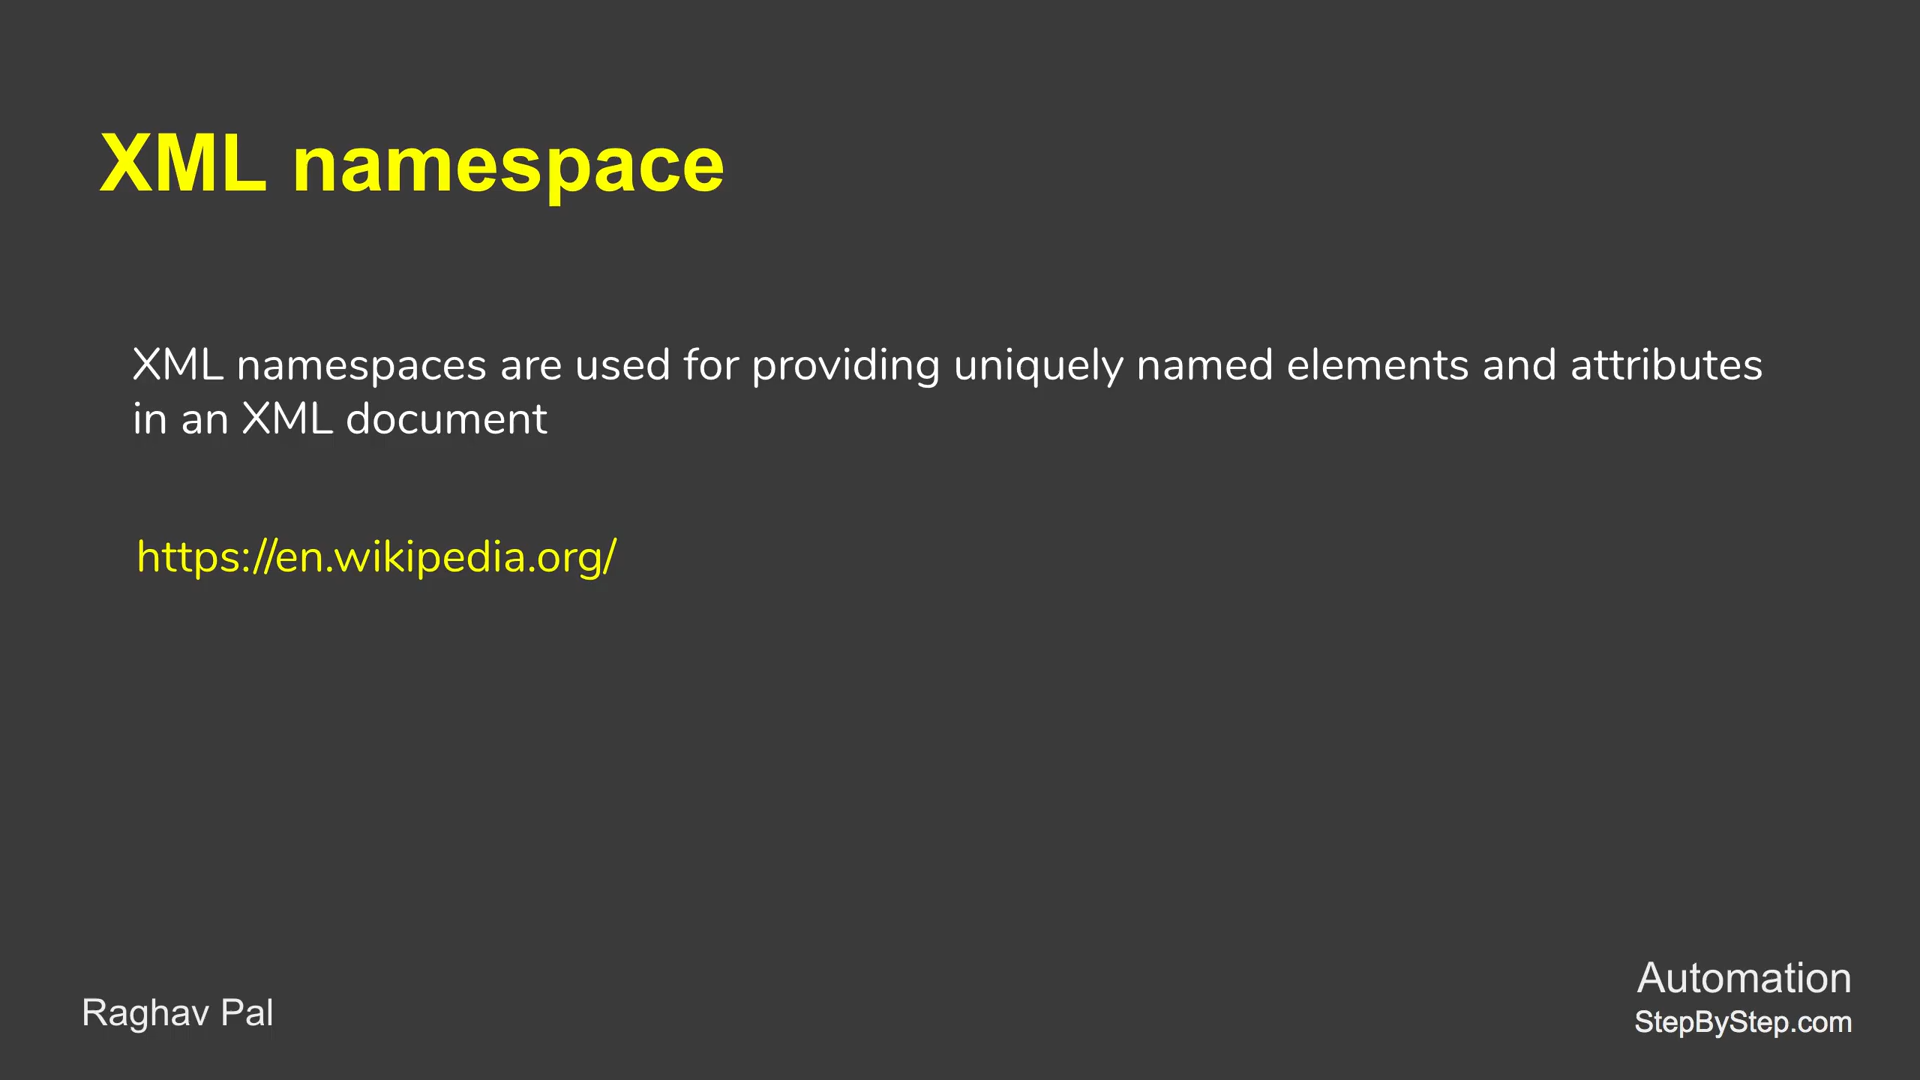 XML namespace
XML namespaces are used for providing uniquely named elements and attributes
in an XML document
https://en.wikipedia.org/
Raghav Pal
Automation
StepByStep.com